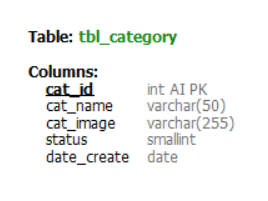 Table: tbl_category
Columns:
cat_id int AI PK
cat_name varchar(50)
cat_image varchar(255)
status smallint
date_create date